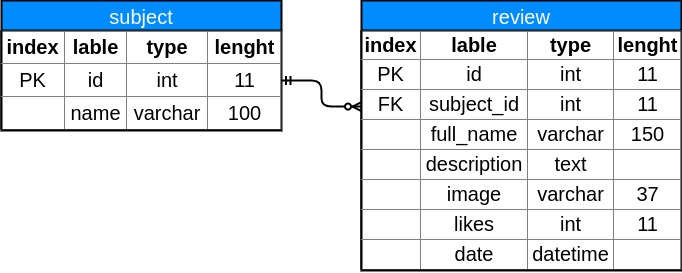 subject
index lable type lenght
PK id int 11
name varchar 100
review
index lable type lenght
PK id int 11
FK subject_id int 11
full_name varchar 150
description text
image varchar 37
likes int 11
date datetime